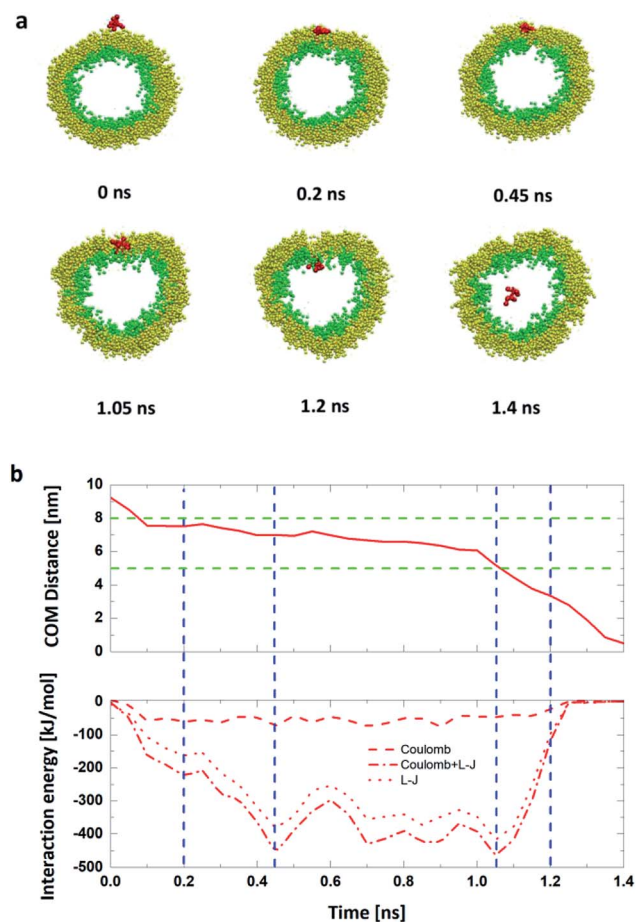 a
0 ns 0.2 ns 0.45 ns
1.05 ns 1.2 ns 1.4 ns
b
COM Distance [nm]
10
8
6
4
2
0
Interaction energy [kJ/mol]
0
-100
-200
-300
-400
-500
Coulomb
Coulomb+L-J
L-J
0.0 0.2 0.4 0.6 0.8 1.0 1.2 1.4
Time [ns]